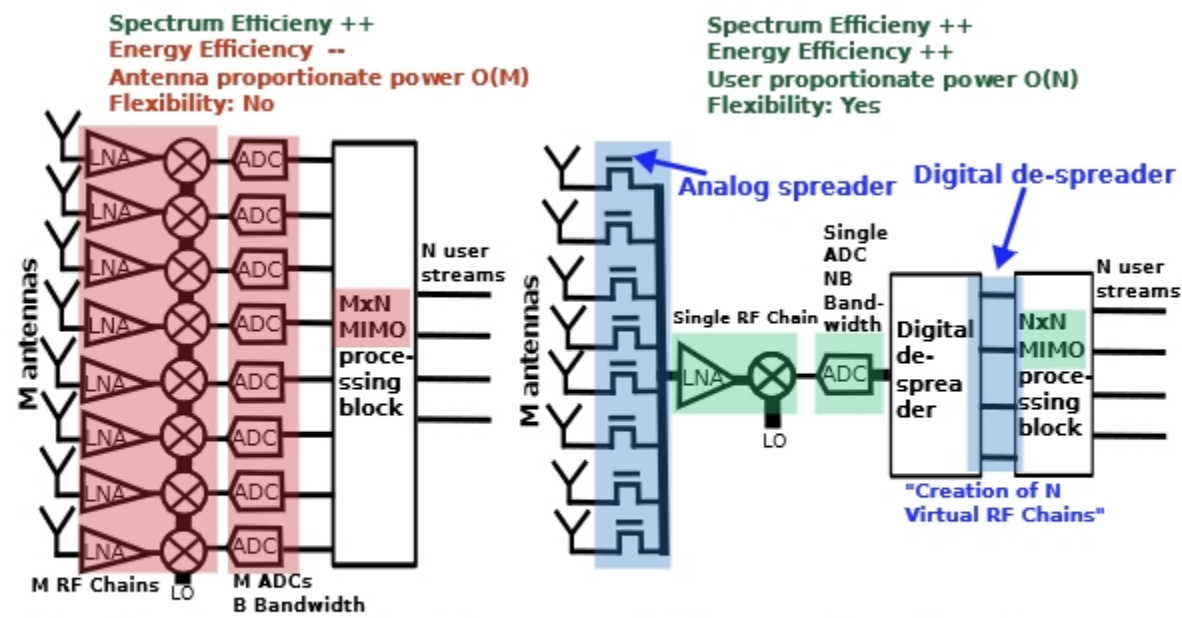 Spectrum Efficieny ++
Energy Efficiency --
Antenna proportionate power O(M)
Flexibility: No
LNA
ADC
LNA
ADC
LNA
ADC
LNA
ADC
LNA
ADC
LNA
ADC
LNA
ADC
LNA
ADC
M antennas
MxN
MIMO
proce-
ssing
block
N user
streams
M RF Chains
LO
M ADCs
B Bandwidth
Spectrum Efficieny ++
Energy Efficiency ++
User proportionate power O(N)
Flexibility: Yes
Analog spreader
Digital de-spreader
M antennas
Single RF Chain
LNA
LO
Single
ADC
NB
Band-
width
ADC
Digital
de-
sprea
der
NxN
MIMO
proce-
ssing
block
N user
streams
"Creation of N
Virtual RF Chains"